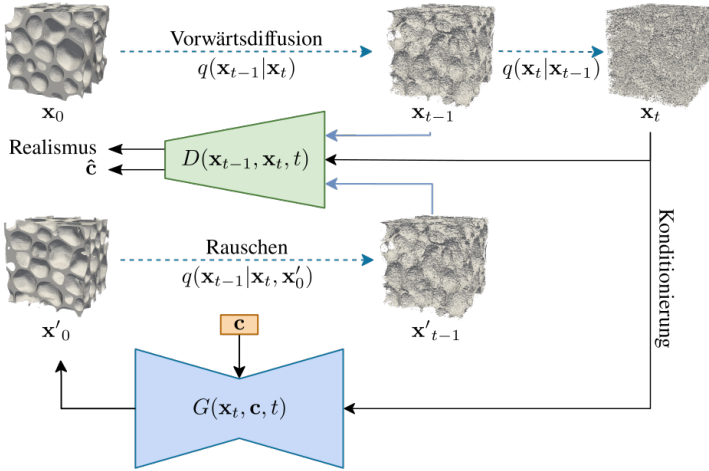 Vorwärtsdiffusion
q(x_{t−1}|x_t)
q(x_t|x_{t−1})
x_0
x_{t−1}
x_t
Realismus
ĉ
D(x_{t−1}, x_t, t)
Konditionierung
Rauschen
q(x_{t−1}|x_t, x′_0)
x′_0
x′_{t−1}
c
G(x_t, c, t)